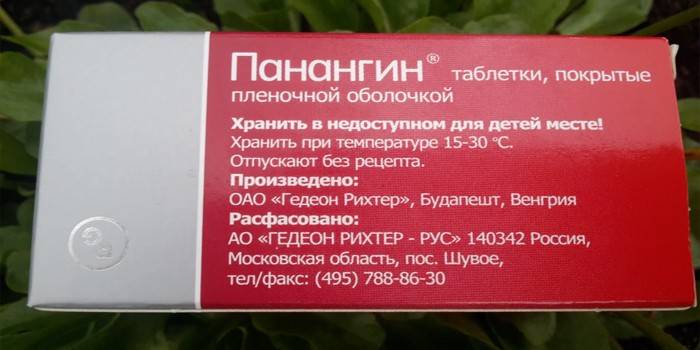 Панангин® таблетки, покрытые
пленочной оболочкой
Хранить в недоступном для детей месте!
Хранить при температуре 15-30 °С.
Отпускают без рецепта.
Произведено:
ОАО «Гедеон Рихтер», Будапешт, Венгрия
Расфасовано:
АО «ГЕДЕОН РИХТЕР - РУС» 140342 Россия,
Московская область, пос. Шувое,
тел/факс: (495) 788-86-30